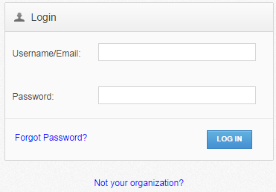 Login
Username/Email:
Password:
Forgot Password? LOG IN
Not your organization?